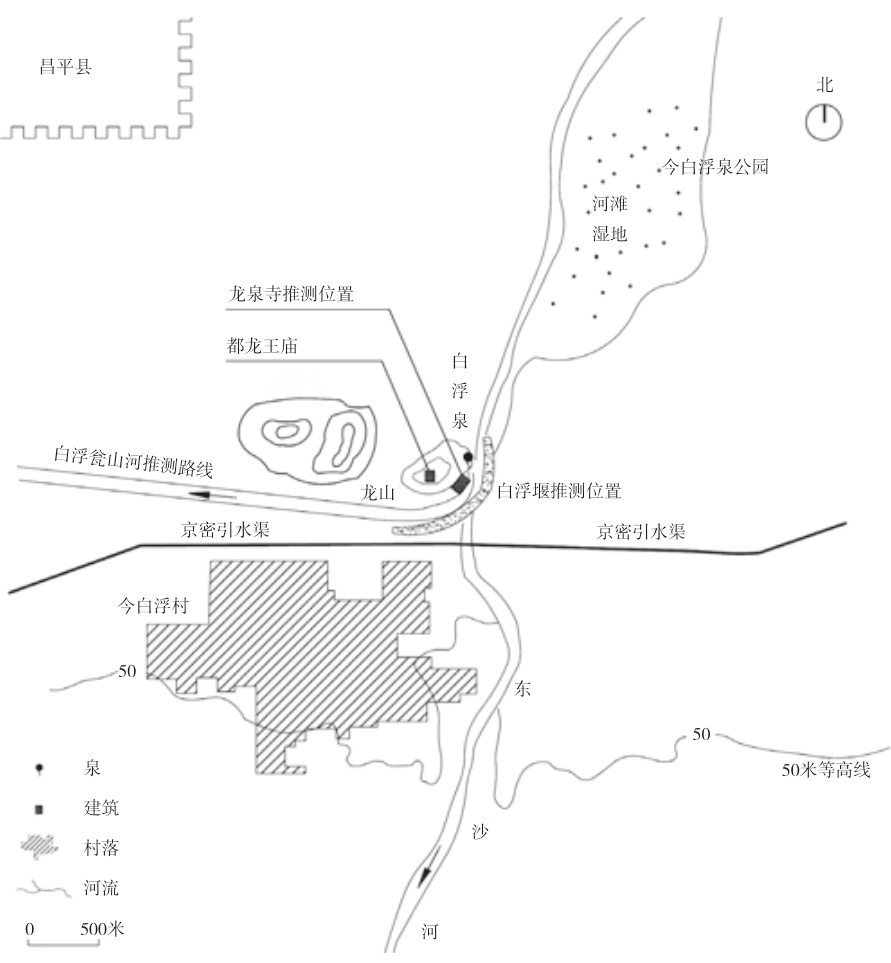 昌平县
北
今白浮泉公园
河滩
湿地
龙泉寺推测位置
都龙王庙
白
浮
泉
白浮瓮山河推测路线
龙山
白浮堰推测位置
京密引水渠
京密引水渠
今白浮村
50
东
50
50米等高线
泉
建筑
村落
沙
河流
0 500米
河